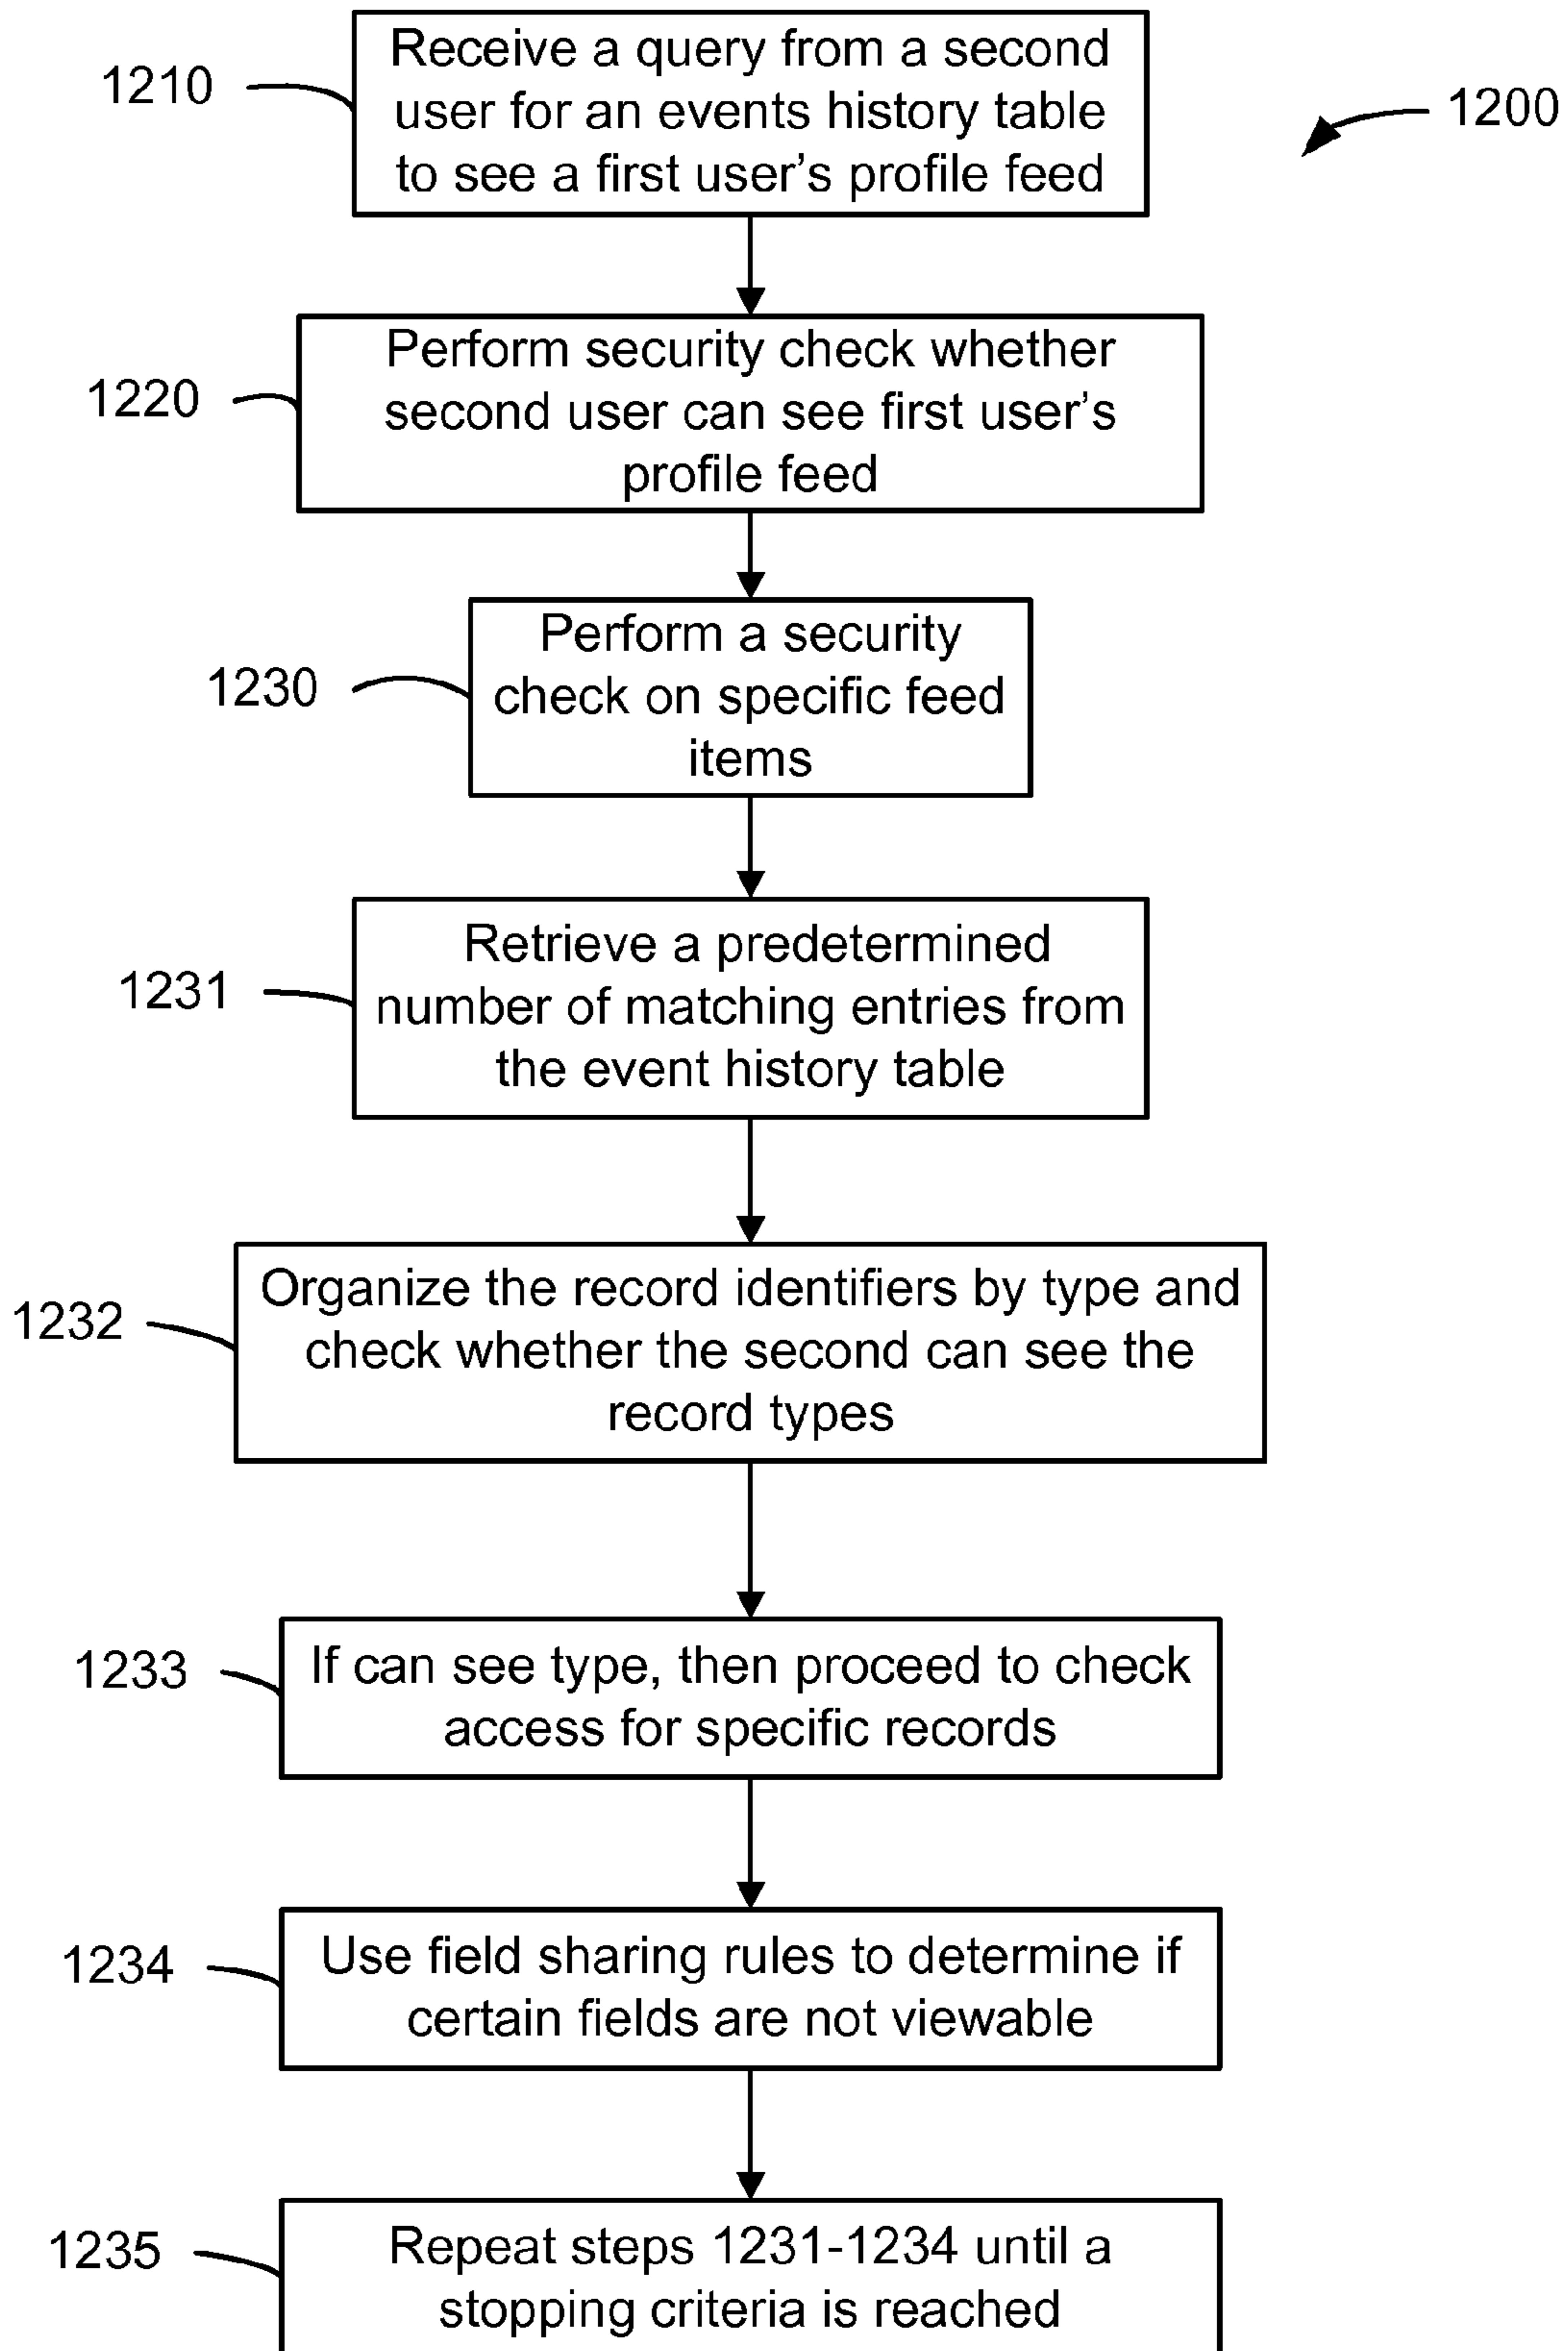 1210
Receive a query from a second
user for an events history table
to see a first user's profile feed
1200
1220
Perform security check whether
second user can see first user's
profile feed
1230
Perform a security
check on specific feed
items
1231
Retrieve a predetermined
number of matching entries from
the event history table
1232
Organize the record identifiers by type and
check whether the second can see the
record types
1233
If can see type, then proceed to check
access for specific records
1234
Use field sharing rules to determine if
certain fields are not viewable
1235
Repeat steps 1231-1234 until a
stopping criteria is reached